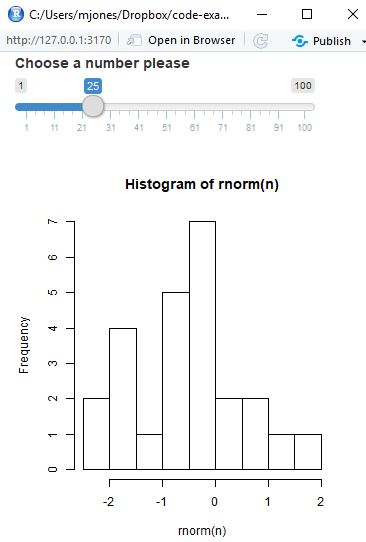 C:/Users/mjones/Dropbox/code-exa...
http://127.0.0.1:3170 Open in Browser Publish
Choose a number please
1 25 100
1 11 21 31 41 51 61 71 81 91 100
Histogram of rnorm(n)
7
6
5
4
3
2
1
0
Frequency
-2 -1 0 1 2
rnorm(n)